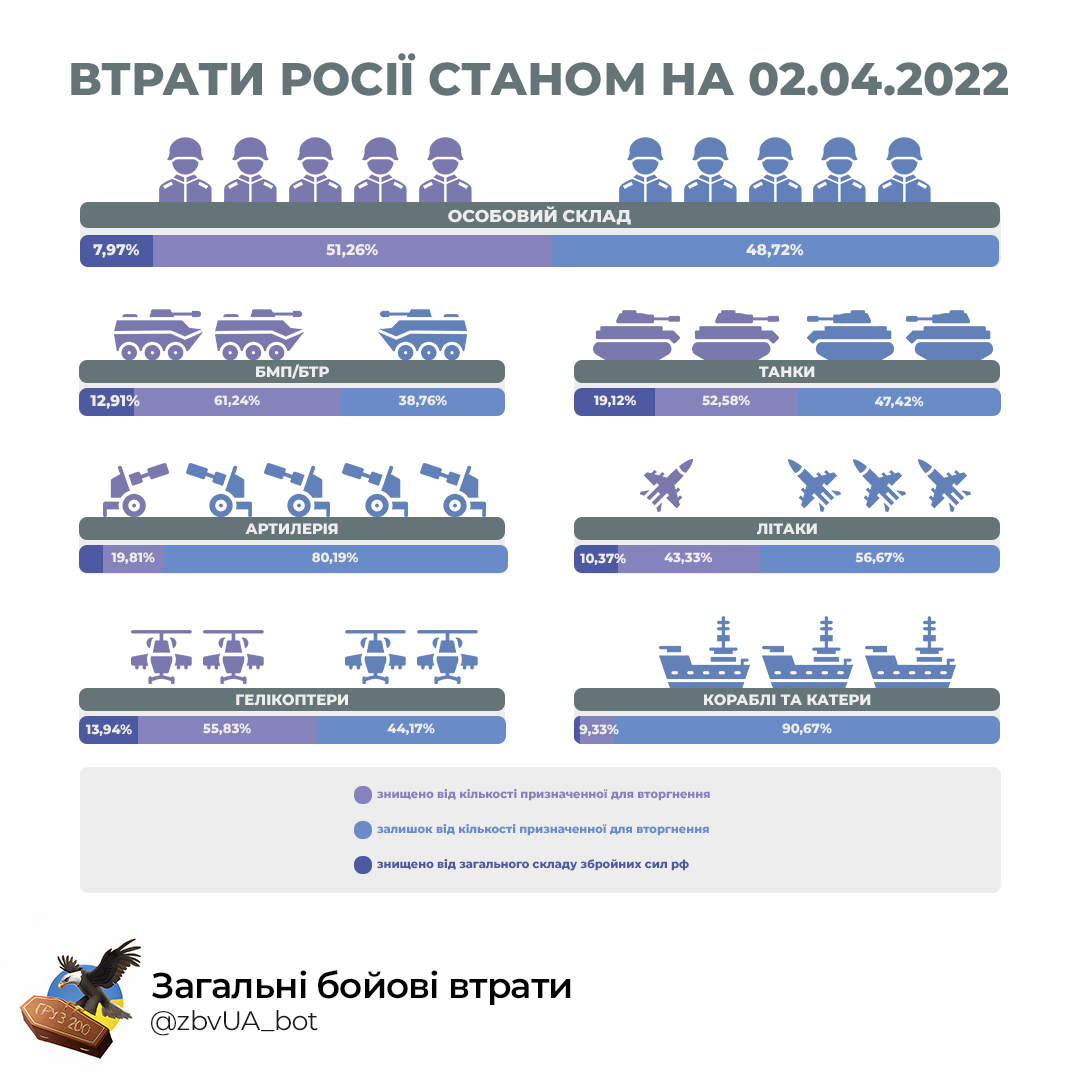 ВТРАТИ РОСІЇ СТАНОМ НА 02.04.2022
ОСОБОВИЙ СКЛАД
7,97% 51,26% 48,72%
БМП/БТР
12,91% 61,24% 38,76%
ТАНКИ
19,12% 52,58% 47,42%
АРТИЛЕРІЯ
19,81% 80,19%
ЛІТАКИ
10,37% 43,33% 56,67%
ГЕЛІКОПТЕРИ
13,94% 55,83% 44,17%
КОРАБЛІ ТА КАТЕРИ
9,33% 90,67%
знищено від кількості призначенної для вторгнення
залишок від кількості призначенної для вторгнення
знищено від загального складу збройних сил рф
ГРУЗ 200
Загальні бойові втрати
@zbvUA_bot